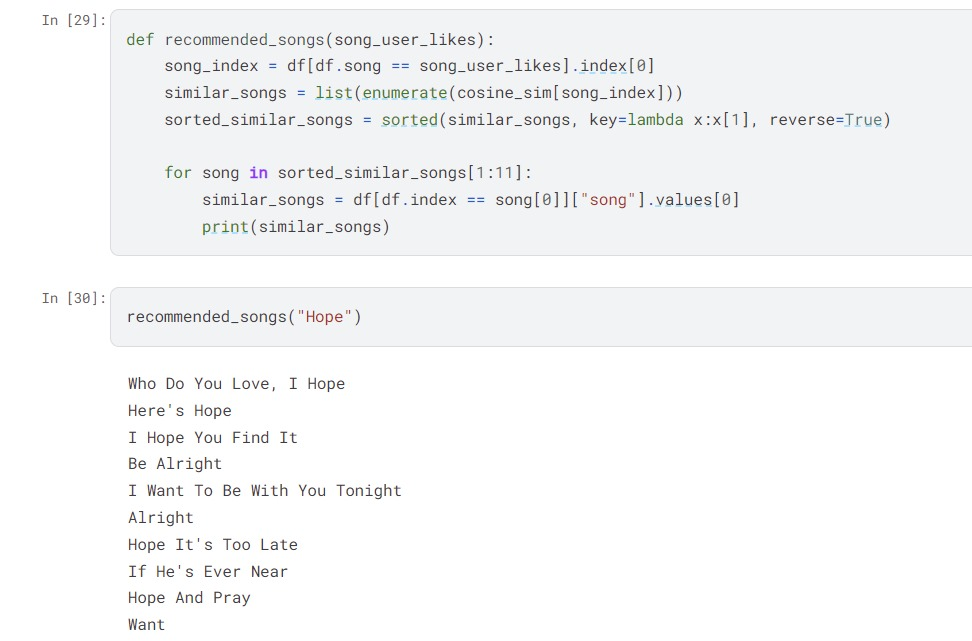 In [29]:
def recommended_songs(song_user_likes):
    song_index = df[df.song == song_user_likes].index[0]
    similar_songs = list(enumerate(cosine_sim[song_index]))
    sorted_similar_songs = sorted(similar_songs, key=lambda x:x[1], reverse=True)
    for song in sorted_similar_songs[1:11]:
        similar_songs = df[df.index == song[0]]["song"].values[0]
        print(similar_songs)
In [30]:
recommended_songs("Hope")
Who Do You Love, I Hope
Here's Hope
I Hope You Find It
Be Alright
I Want To Be With You Tonight
Alright
Hope It's Too Late
If He's Ever Near
Hope And Pray
Want